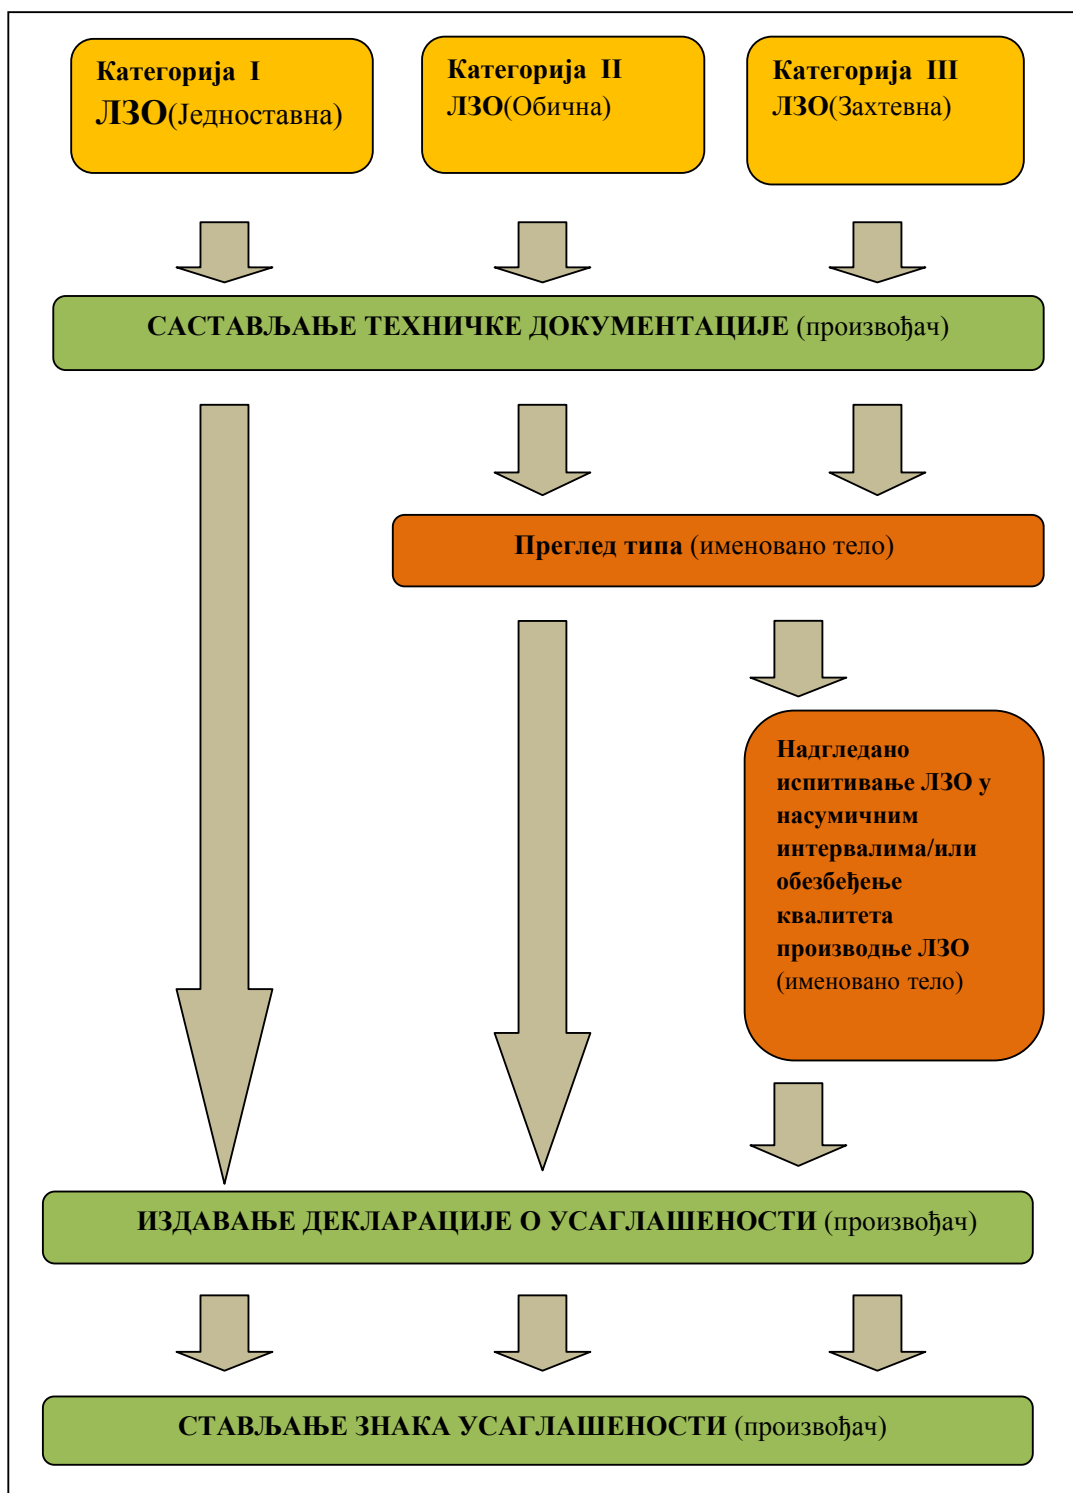 Категорија I
ЛЗО(Једноставна)
Категорија II
ЛЗО(Обична)
Категорија III
ЛЗО(Захтевна)
САСТАВЉАЊЕ ТЕХНИЧКЕ ДОКУМЕНТАЦИЈЕ (произвођач)
Преглед типа (именовано тело)
Надгледано
испитивање ЛЗО у
насумичним
интервалима/или
обезбеђење
квалитета
производње ЛЗО
(именовано тело)
ИЗДАВАЊЕ ДЕКЛАРАЦИЈЕ О УСАГЛАШЕНОСТИ (произвођач)
СТАВЉАЊЕ ЗНАКА УСАГЛАШЕНОСТИ (произвођач)